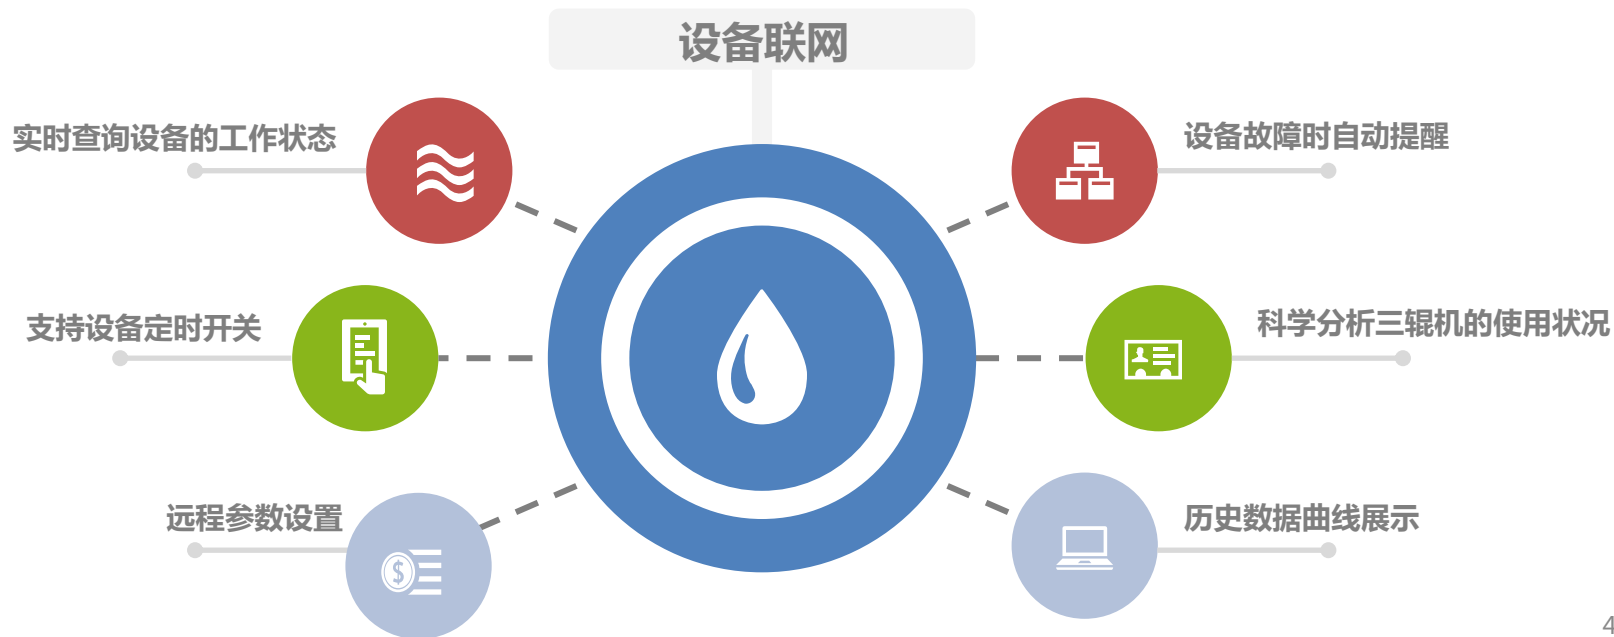 设备联网
实时查询设备的工作状态
设备故障时自动提醒
支持设备定时开关
科学分析三辊机的使用状况
远程参数设置
历史数据曲线展示
$
4